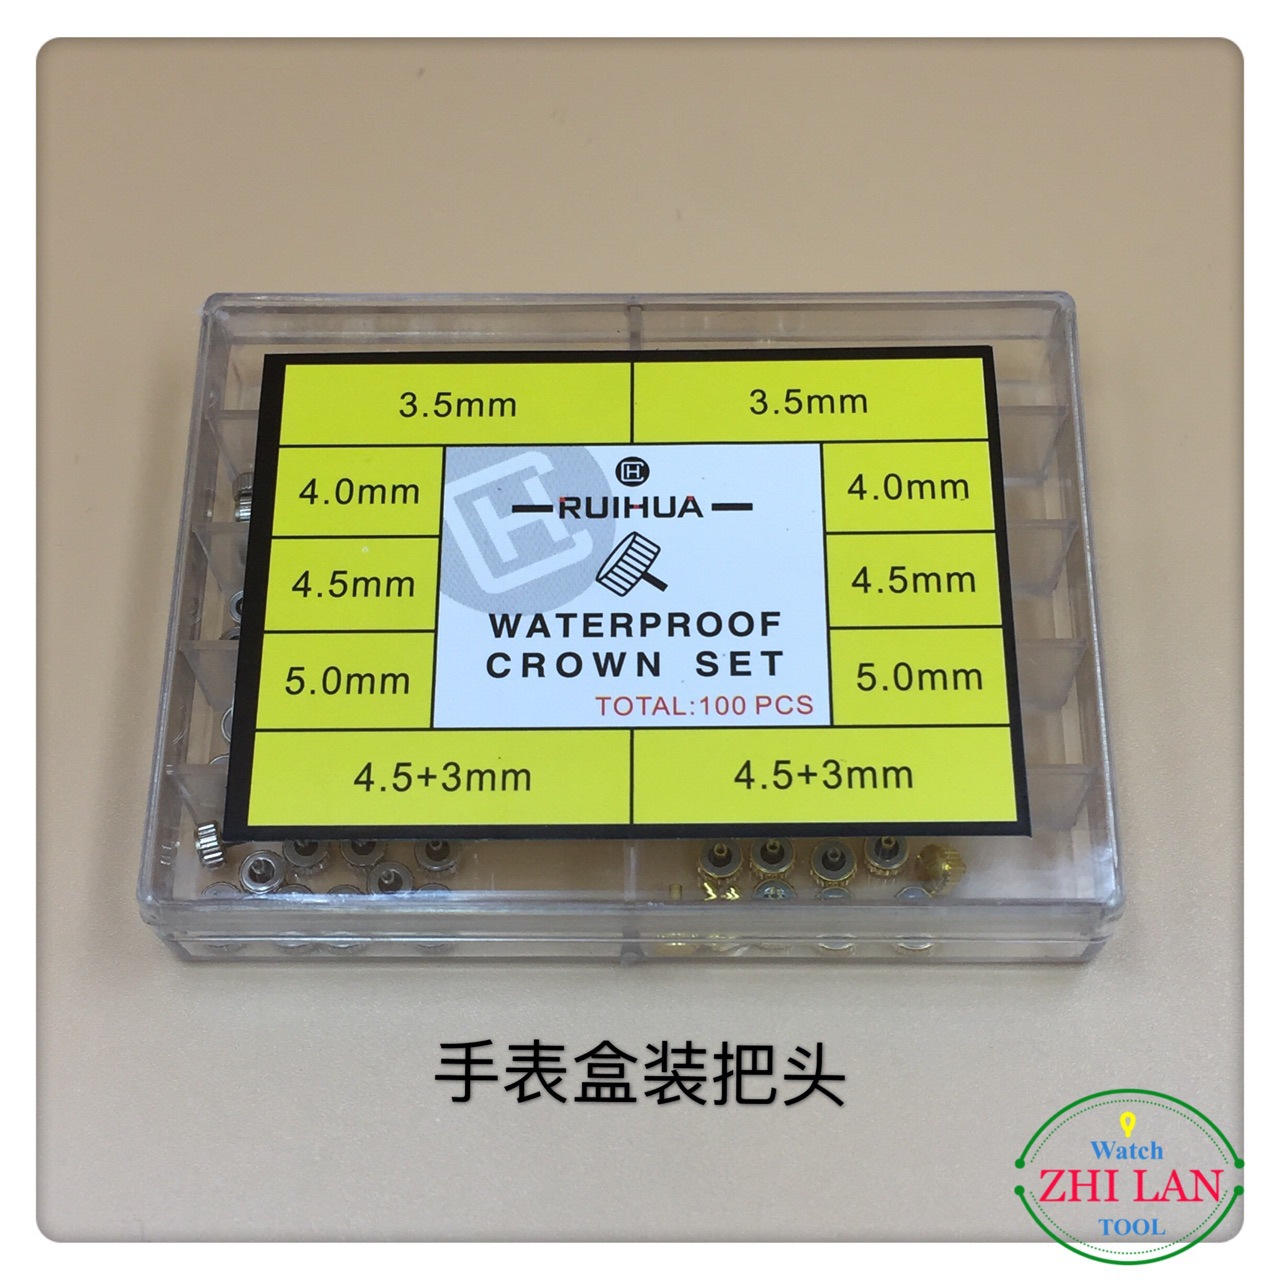 3.5mm 3.5mm
4.0mm 4.0mm
RUIHUA
4.5mm 4.5mm
WATERPROOF
CROWN SET
5.0mm 5.0mm
TOTAL:100 PCS
4.5+3mm 4.5+3mm
手表盒装把头
Watch
ZHI LAN
TOOL